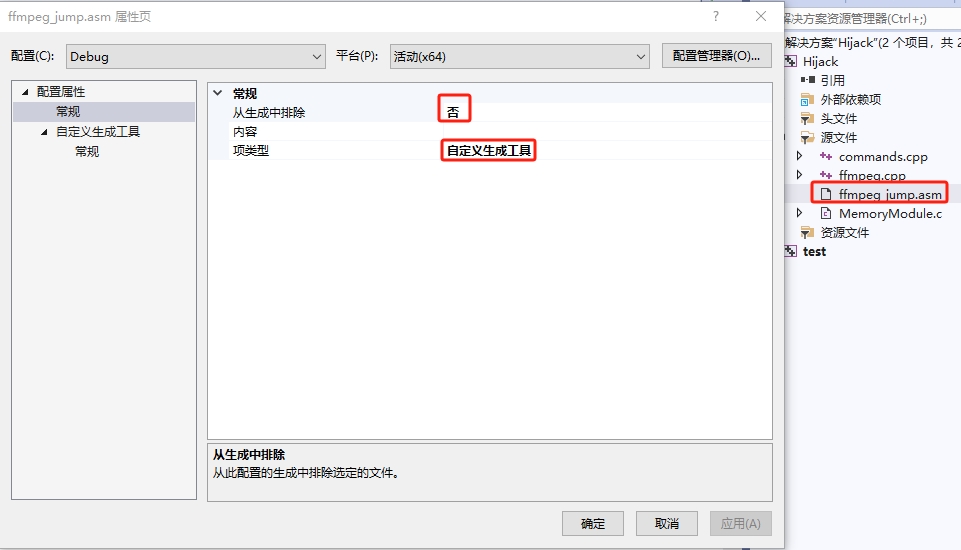 ffmpeg_jump.asm 属性页
?
配置(C):
Debug
平台(P):
活动(x64)
配置管理器(O)...
配置属性
常规
自定义生成工具
常规
常规
从生成中排除
否
内容
项类型
自定义生成工具
从生成中排除
从此配置的生成中排除选定的文件。
确定
取消
应用(A)
解决方案资源管理器(Ctrl+;)
解决方案"Hijack"(2 个项目，共 2
Hijack
引用
外部依赖项
头文件
源文件
commands.cpp
ffmpeg.cpp
ffmpeg_jump.asm
MemoryModule.c
资源文件
test